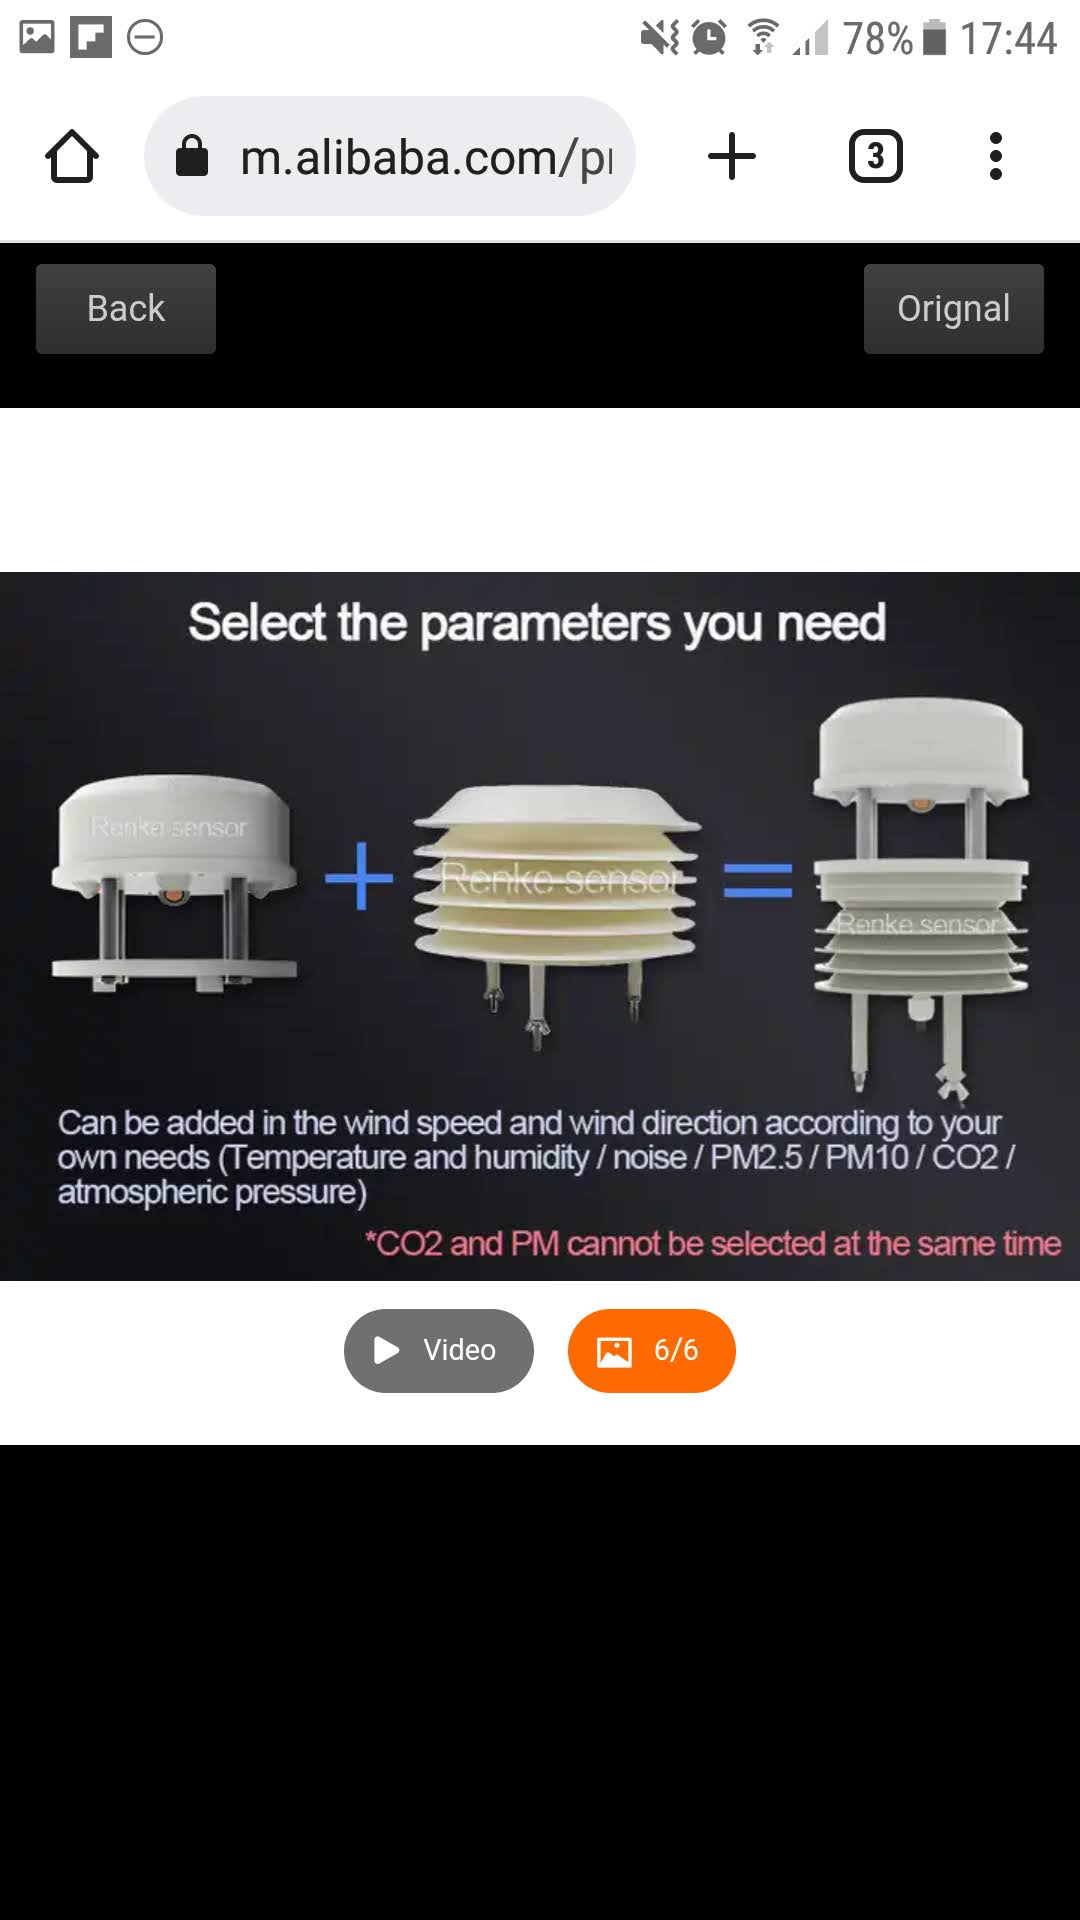 78% 17:44
m.alibaba.com/p
3
Back
Orignal
Select the parameters you need
Renke sensor
Renke sensor
Renke sensor
Can be added in the wind speed and wind direction according to your
own needs (Temperature and humidity / noise / PM2.5 / PM10 / CO2 /
atmospheric pressure)
*CO2 and PM cannot be selected at the same time
Video
6/6